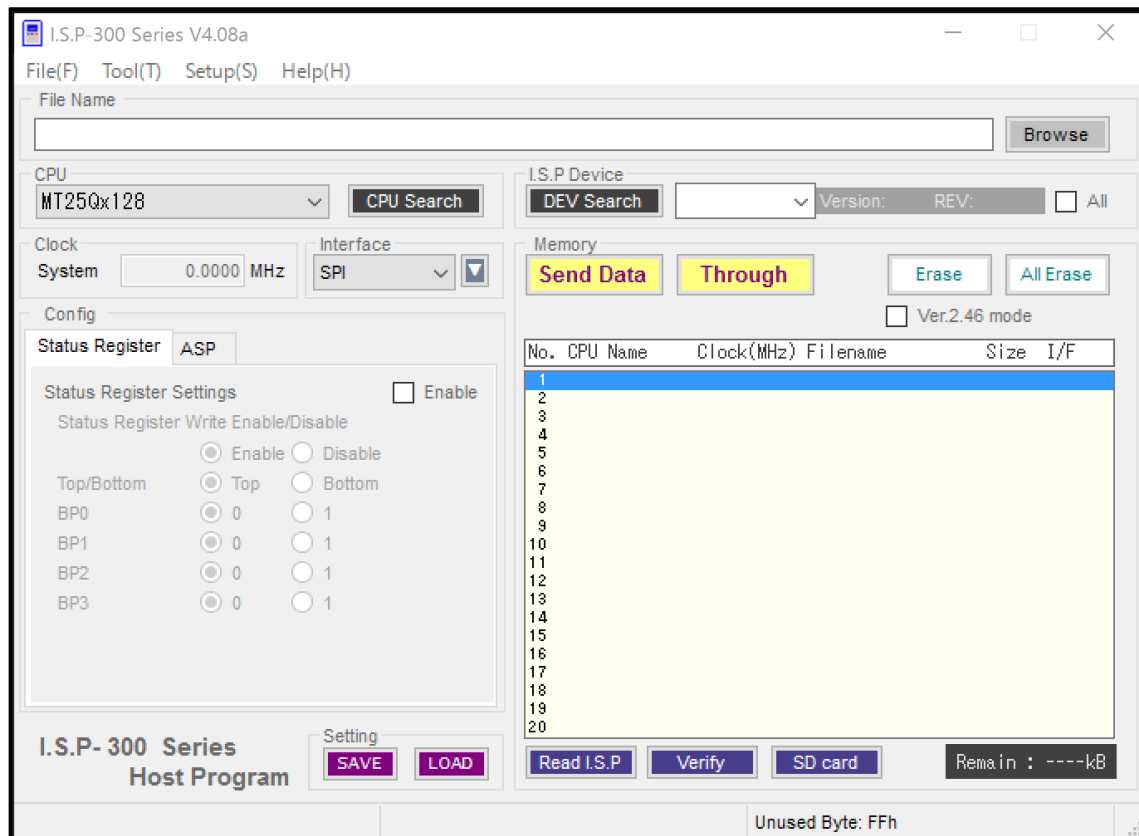 I.S.P-300 Series V4.08a
File(F) Tool(T) Setup(S) Help(H)
File Name
Browse
CPU
MT25Qx128
CPU Search
I.S.P Device
DEV Search
Version: REV:
All
Clock
System 0.0000 MHz
Interface
SPI
Memory
Send Data
Through
Erase
All Erase
Ver.2.46 mode
Config
Status Register
ASP
Status Register Settings
Enable
Status Register Write Enable/Disable
Enable Disable
Top/Bottom Top Bottom
BP0 0 1
BP1 0 1
BP2 0 1
BP3 0 1
No. CPU Name Clock(MHz) Filename Size I/F
1
2
3
4
5
6
7
8
9
10
11
12
13
14
15
16
17
18
19
20
I.S.P- 300 Series
Host Program
Setting
SAVE
LOAD
Read I.S.P
Verify
SD card
Remain : ----kB
Unused Byte: FFh